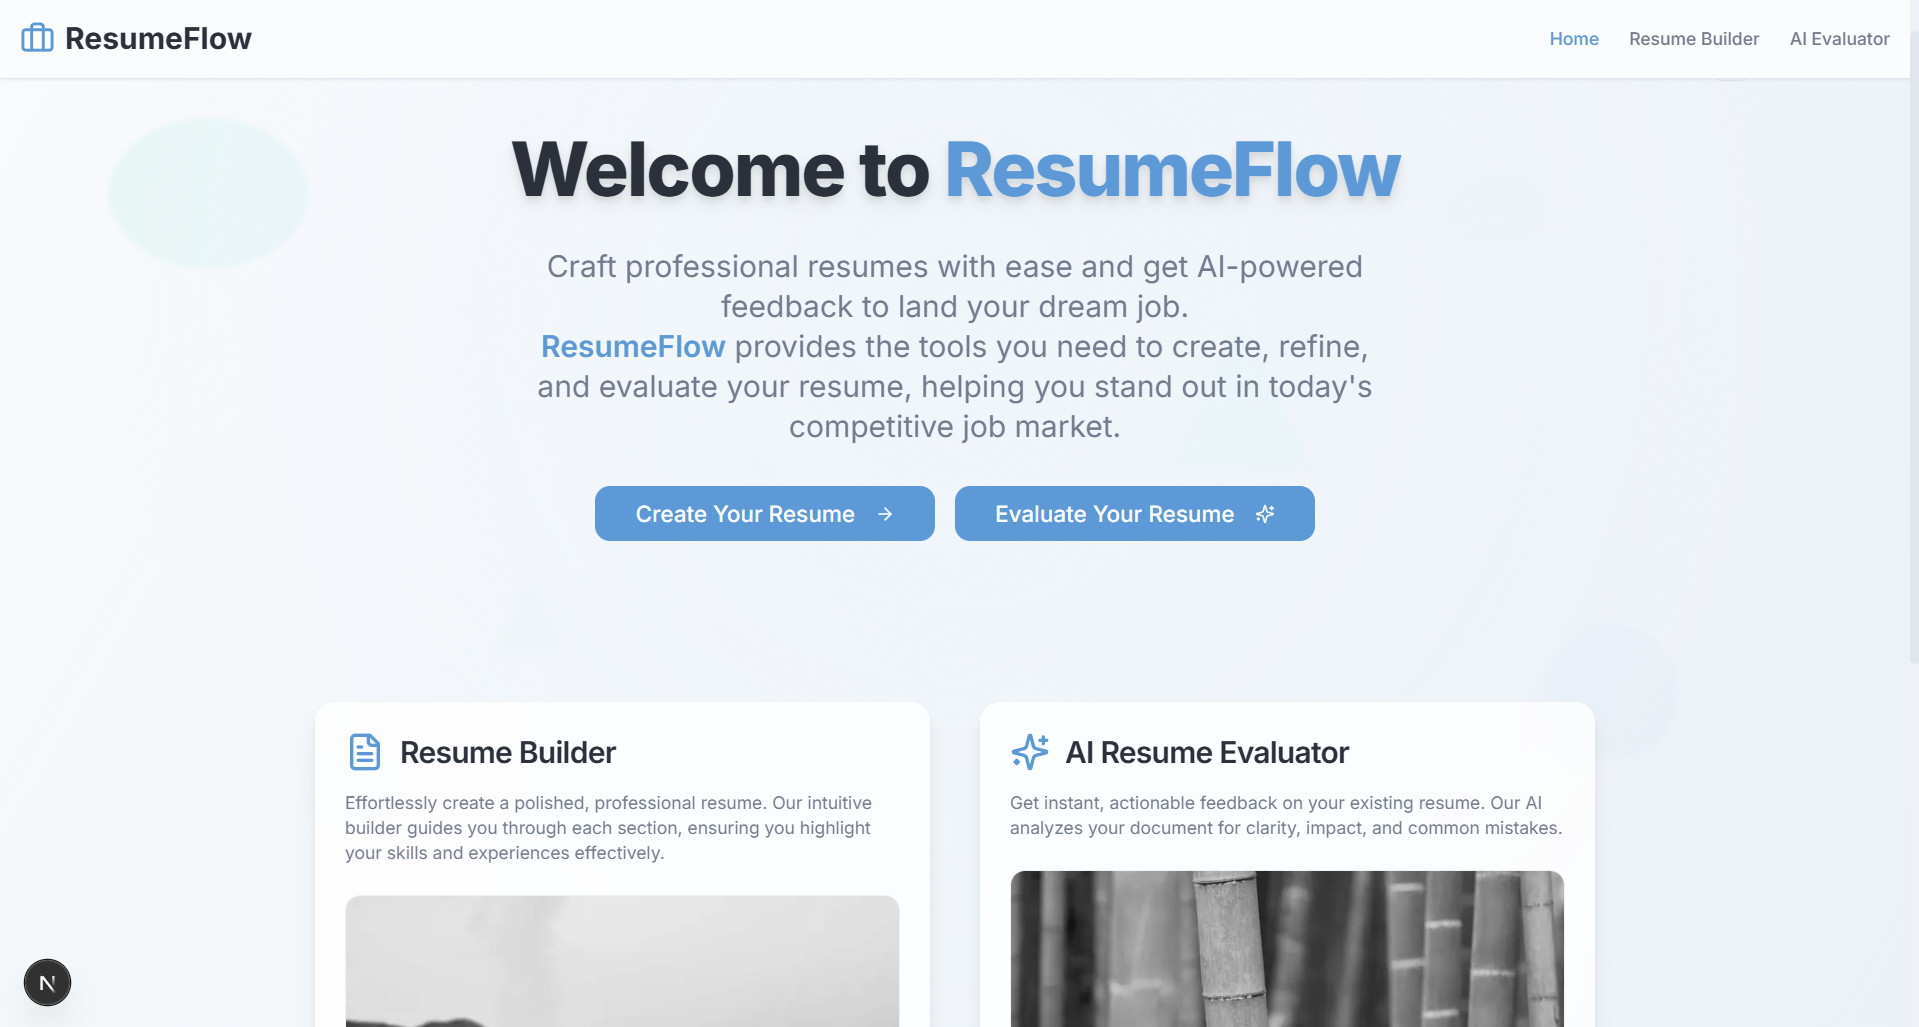 ResumeFlow
Home
Resume Builder
AI Evaluator
Welcome to ResumeFlow
Craft professional resumes with ease and get AI-powered
feedback to land your dream job.
ResumeFlow provides the tools you need to create, refine,
and evaluate your resume, helping you stand out in today's
competitive job market.
Create Your Resume
Evaluate Your Resume
Resume Builder
Effortlessly create a polished, professional resume. Our intuitive
builder guides you through each section, ensuring you highlight
your skills and experiences effectively.
AI Resume Evaluator
Get instant, actionable feedback on your existing resume. Our AI
analyzes your document for clarity, impact, and common mistakes.
N